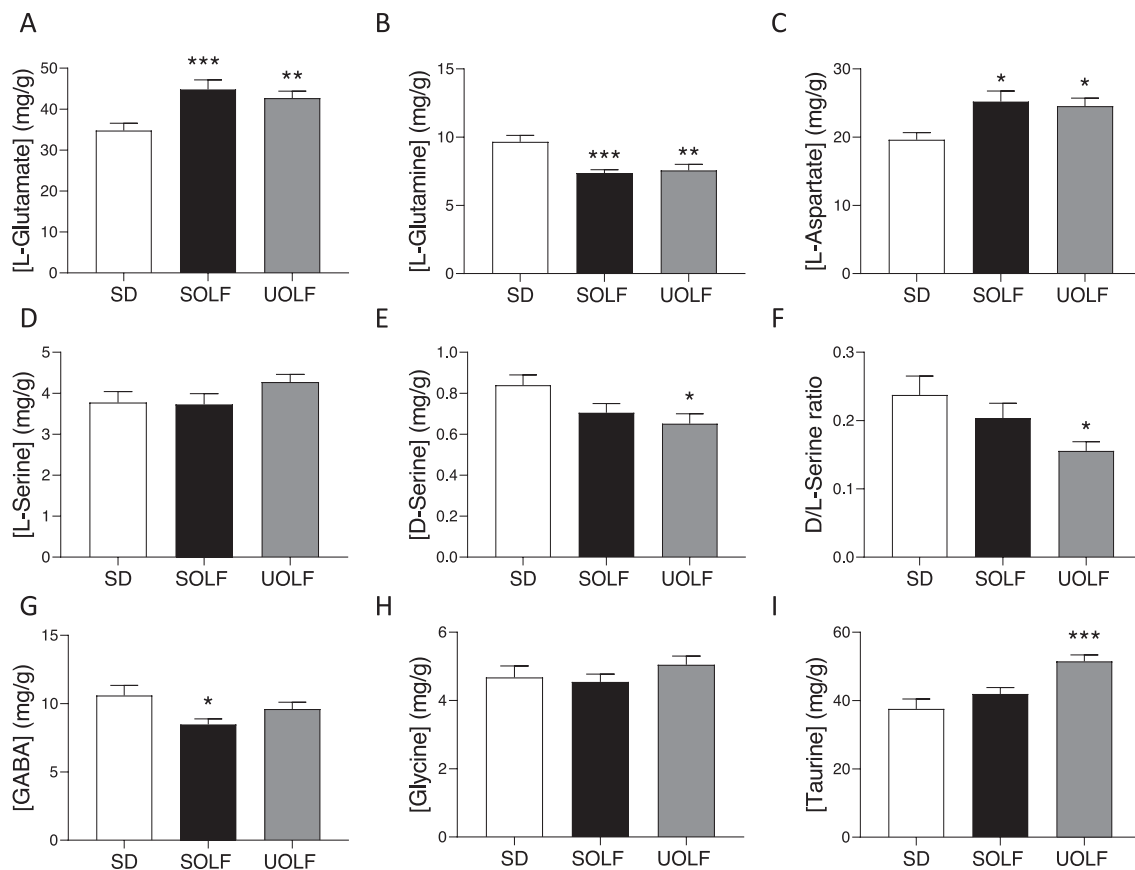 A
[L-Glutamate] (mg/g)
50
40
30
20
10
0
***
**
SD SOLF UOLF
B
[L-Glutamine] (mg/g)
15
10
5
0
***
**
SD SOLF UOLF
C
[L-Aspartate] (mg/g)
30
20
10
0
*
*
SD SOLF UOLF
D
[L-Serine] (mg/g)
5
4
3
2
1
0
SD SOLF UOLF
E
[D-Serine] (mg/g)
1.0
0.8
0.6
0.4
0.2
0.0
*
SD SOLF UOLF
F
D/L-Serine ratio
0.3
0.2
0.1
0.0
*
SD SOLF UOLF
G
[GABA] (mg/g)
15
10
5
0
*
SD SOLF UOLF
H
[Glycine] (mg/g)
6
4
2
0
SD SOLF UOLF
I
[Taurine] (mg/g)
60
40
20
0
***
SD SOLF UOLF